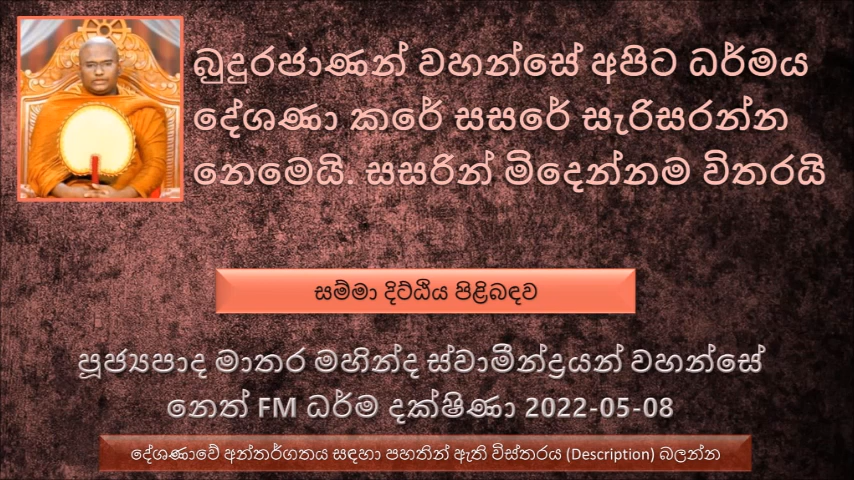 බුදුරජාණන් වහන්සේ අපිට ධර්මය
දේශණා කරේ සසරේ සැරිසරන්න
නෙමෙයි. සසරින් මිදෙන්නම විතරයි
සම්මා දිට්ඨිය පිළිබඳව
පූජ්‍යපාද මාතර මහින්ද ස්වාමීන්ද්‍රයන් වහන්සේ
නෙත් FM ධර්ම දක්ෂිණා 2022-05-08
දේශණාවේ අන්තර්ගතය සඳහා පහතින් ඇති විස්තරය (Description) බලන්න